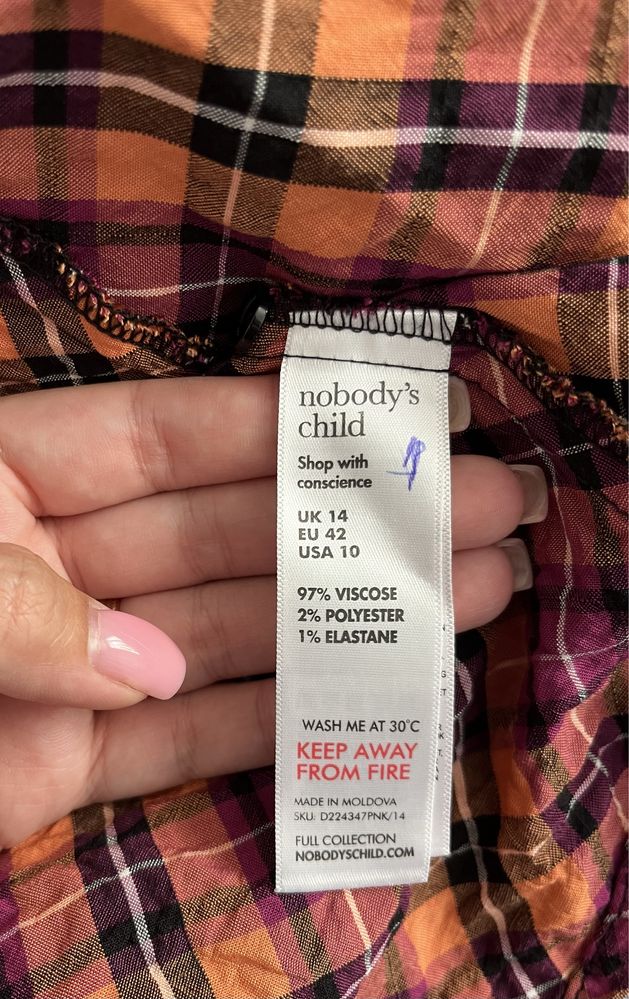 nobody's
child
Shop with
conscience
UK 14
EU 42
USA 10
97% VISCOSE
2% POLYESTER
1% ELASTANE
WASH ME AT 30°C
KEEP AWAY
FROM FIRE
MADE IN MOLDOVA
SKU: D224347PNK/14
FULL COLLECTION
NOBODYSCHILD.COM